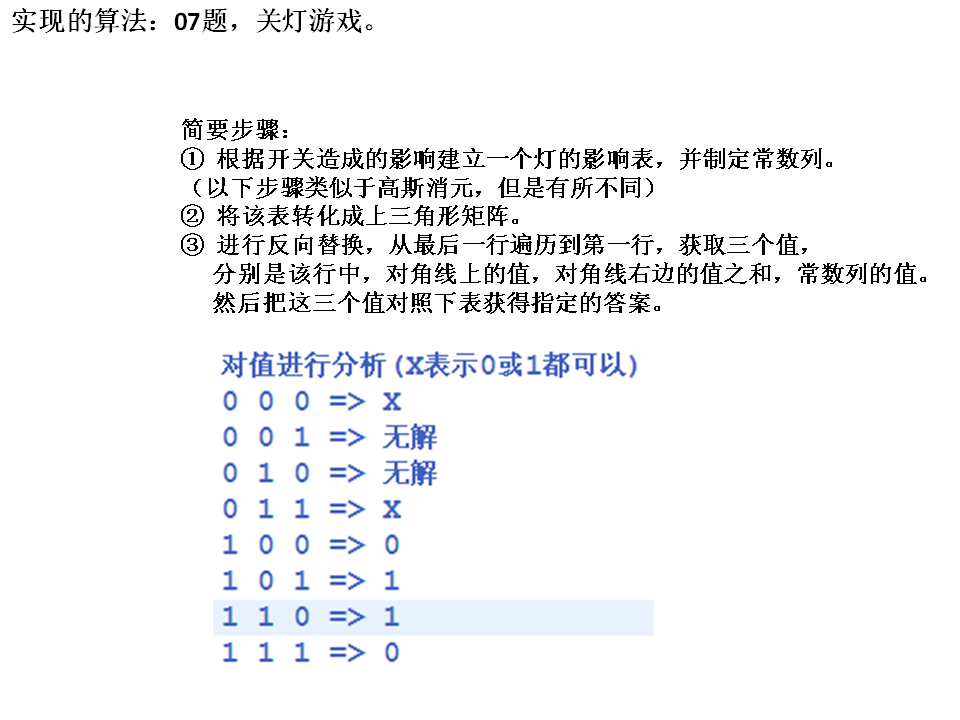 实现的算法：07题，关灯游戏。
简要步骤：
① 根据开关造成的影响建立一个灯的影响表，并制定常数列。
（以下步骤类似于高斯消元，但是有所不同）
② 将该表转化成上三角形矩阵。
③ 进行反向替换，从最后一行遍历到第一行，获取三个值，
分别是该行中，对角线上的值，对角线右边的值之和，常数列的值。
然后把这三个值对照下表获得指定的答案。
对值进行分析(X表示0或1都可以)
0 0 0 => X
0 0 1 => 无解
0 1 0 => 无解
0 1 1 => X
1 0 0 => 0
1 0 1 => 1
1 1 0 => 1
1 1 1 => 0